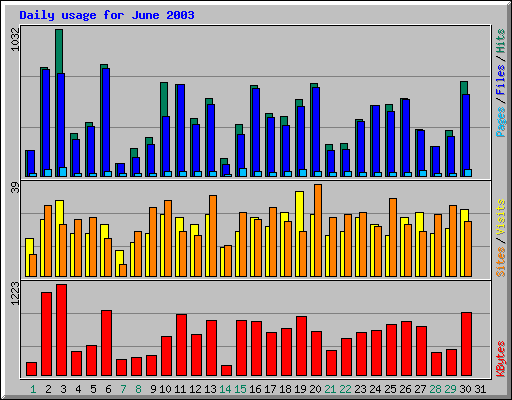 Daily usage for June 2003
1032
39
1223
Pages / Files / Hits
Sites / Visits
KBytes
1 2 3 4 5 6 7 8 9 10 11 12 13 14 15 16 17 18 19 20 21 22 23 24 25 26 27 28 29 30 31